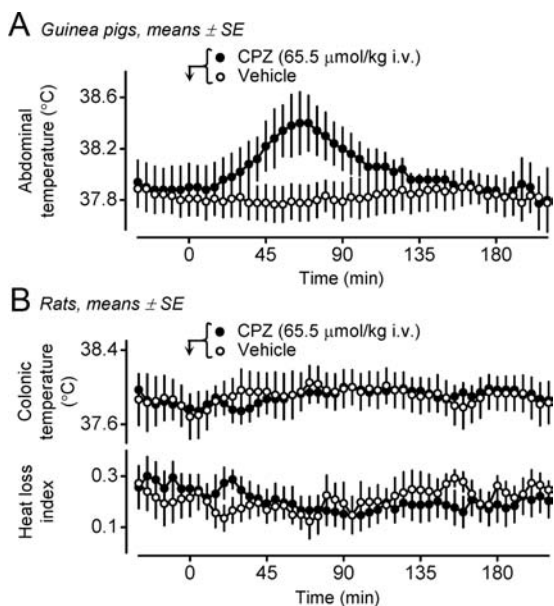 A Guinea pigs, means ± SE
CPZ (65.5 μmol/kg i.v.)
Vehicle
Abdominal
temperature (°C)
38.6
38.2
37.8
0 45 90 135 180
Time (min)
B Rats, means ± SE
CPZ (65.5 μmol/kg i.v.)
Vehicle
Colonic
temperature
(°C)
38.4
37.6
Heat loss
index
0.3
0.1
0 45 90 135 180
Time (min)